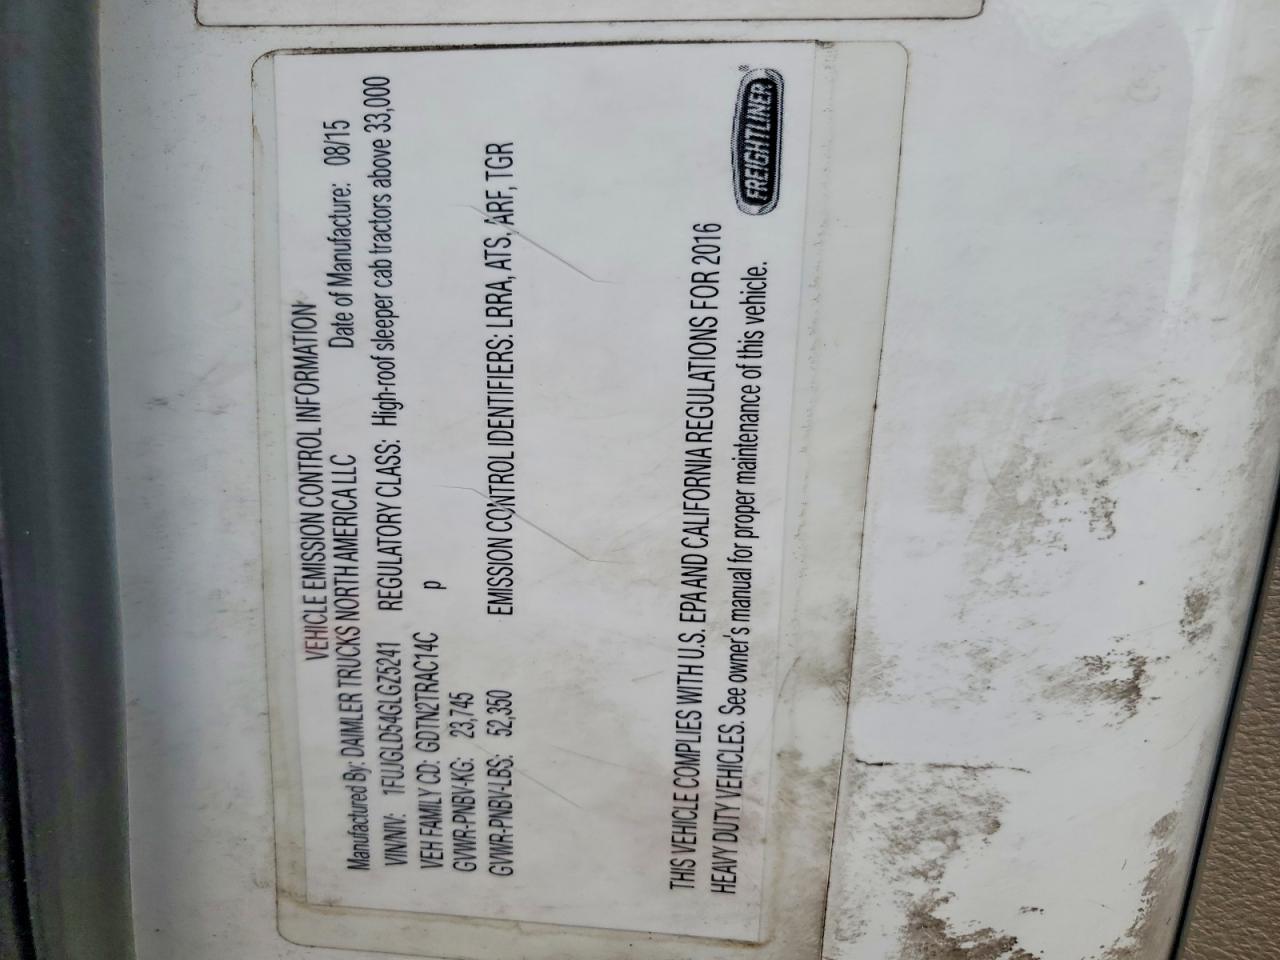 VEHICLE EMISSION CONTROL INFORMATION
Manufactured By: DAIMLER TRUCKS NORTH AMERICA LLC Date of Manufacture: 08/15
VIN/NIV: 1FUJGLD54GLGZ5241 REGULATORY CLASS: High-roof sleeper cab tractors above 33,000
VEH FAMILY CD: GDTN2TRAC14C p
GVWR-PNBV-KG: 23,745
GVWR-PNBV-LBS: 52,350 EMISSION CONTROL IDENTIFIERS: LRRA, ATS, ARF, TGR
THIS VEHICLE COMPLIES WITH U.S. EPA AND CALIFORNIA REGULATIONS FOR 2016
HEAVY DUTY VEHICLES. See owner's manual for proper maintenance of this vehicle.
FREIGHTLINER®